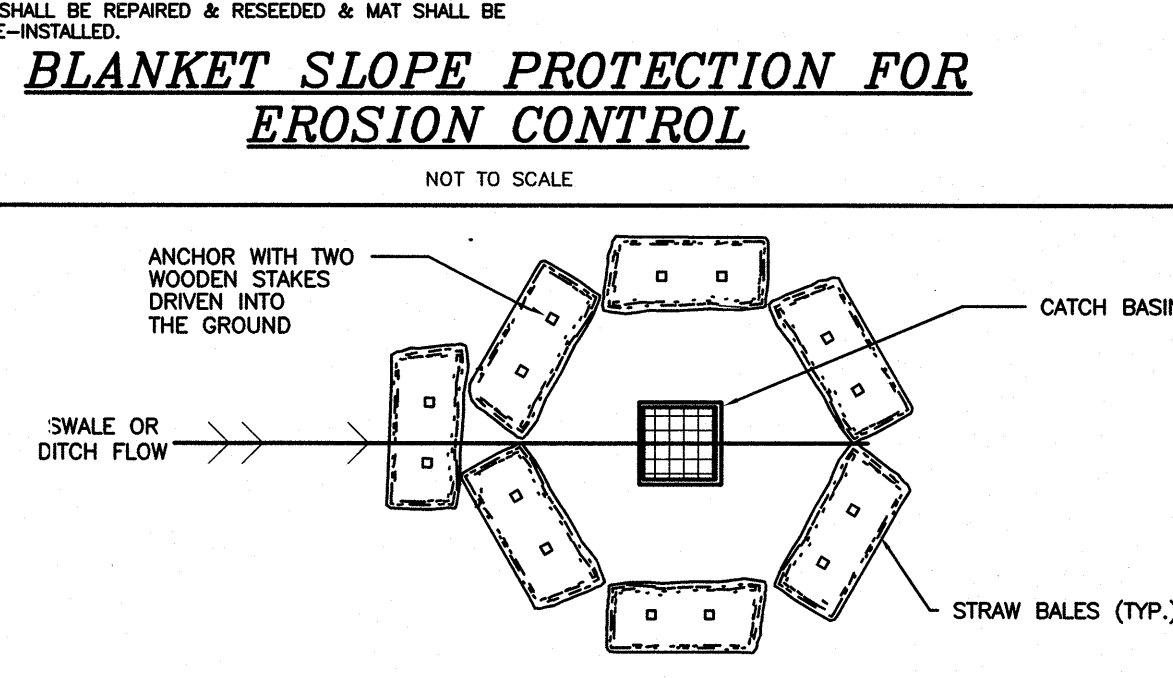 SHALL BE REPAIRED & RESEEDED & MAT SHALL BE
E-INSTALLED.
BLANKET SLOPE PROTECTION FOR
EROSION CONTROL
NOT TO SCALE
ANCHOR WITH TWO
WOODEN STAKES
DRIVEN INTO
THE GROUND
CATCH BASIN
SWALE OR
DITCH FLOW
STRAW BALES (TYP.)